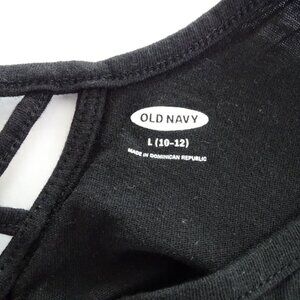 OLD NAVY
L (10-12)
MADE IN DOMINICAN REPUBLIC